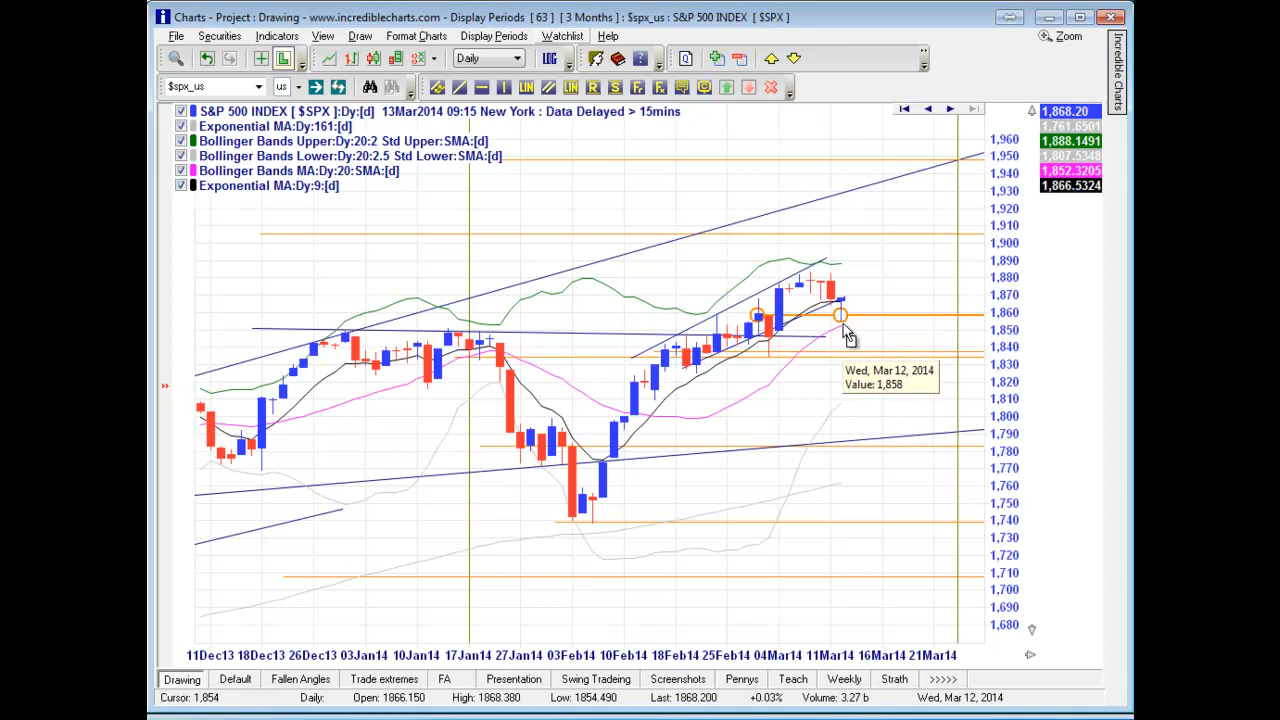 Charts - Project : Drawing - www.incrediblecharts.com - Display Periods [ 63 ] [ 3 Months ] : $spx_us : S&P 500 INDEX [ $SPX ]
File Securities Indicators View Draw Format Charts Display Periods Watchlist Help Zoom
Daily LOG Q ?
$spx_us us LIN LIN R S F F
Incredible Charts
S&P 500 INDEX [ $SPX ]:Dy:[d] 13Mar2014 09:15 New York : Data Delayed > 15mins
Exponential MA:Dy:161:[d]
Bollinger Bands Upper:Dy:20:2 Std Upper:SMA:[d]
Bollinger Bands Lower:Dy:20:2.5 Std Lower:SMA:[d]
Bollinger Bands MA:Dy:20:SMA:[d]
Exponential MA:Dy:9:[d]
1,868.20
1,761.6501
1,888.1491
1,807.5348
1,852.3205
1,866.5324
1,960
1,950
1,940
1,930
1,920
1,910
1,900
1,890
1,880
1,870
1,860
1,850
1,840
1,830
1,820
1,810
1,800
1,790
1,780
1,770
1,760
1,750
1,740
1,730
1,720
1,710
1,700
1,690
1,680
Wed, Mar 12, 2014
Value: 1,858
11Dec13 18Dec13 26Dec13 03Jan14 10Jan14 17Jan14 27Jan14 03Feb14 10Feb14 18Feb14 25Feb14 04Mar14 11Mar14 16Mar14 21Mar14
Drawing Default Fallen Angles Trade extremes FA Presentation Swing Tradeing Screenshots Pennys Teach Weekly Strath >>>>>
Cursor: 1,854 Daily: Open: 1866.150 High: 1868.380 Low: 1854.490 Last: 1868.200 +0.03% Volume: 3.27 b Wed, Mar 12, 2014